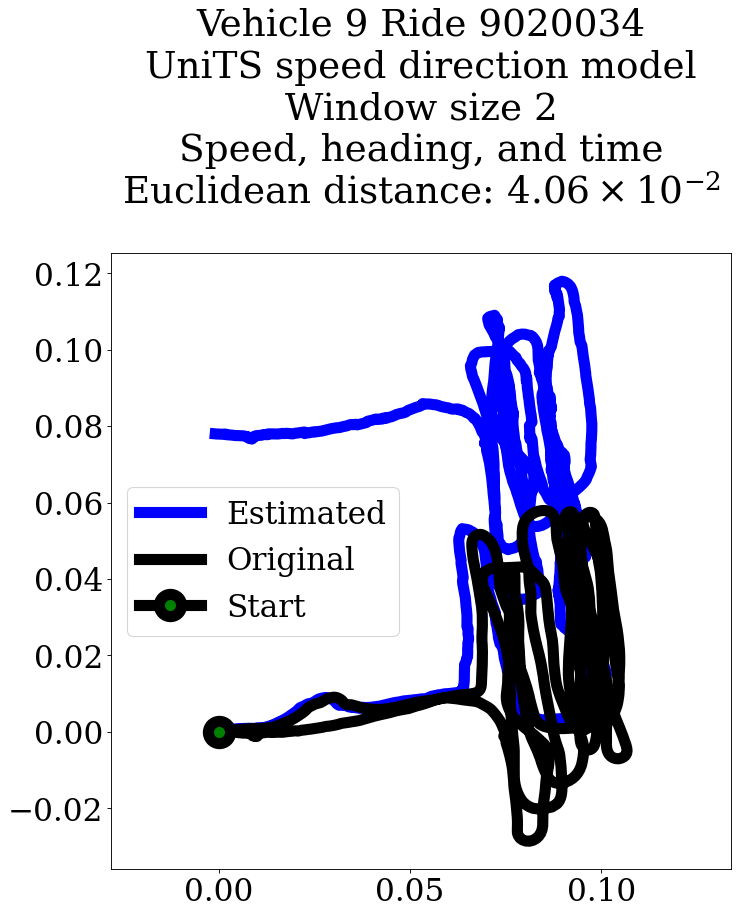 Vehicle 9 Ride 9020034
UniTS speed direction model
Window size 2
Speed, heading, and time
Euclidean distance: 4.06 × 10⁻²
0.12
0.10
0.08
0.06
0.04
0.02
0.00
−0.02
Estimated
Original
Start
0.00 0.05 0.10